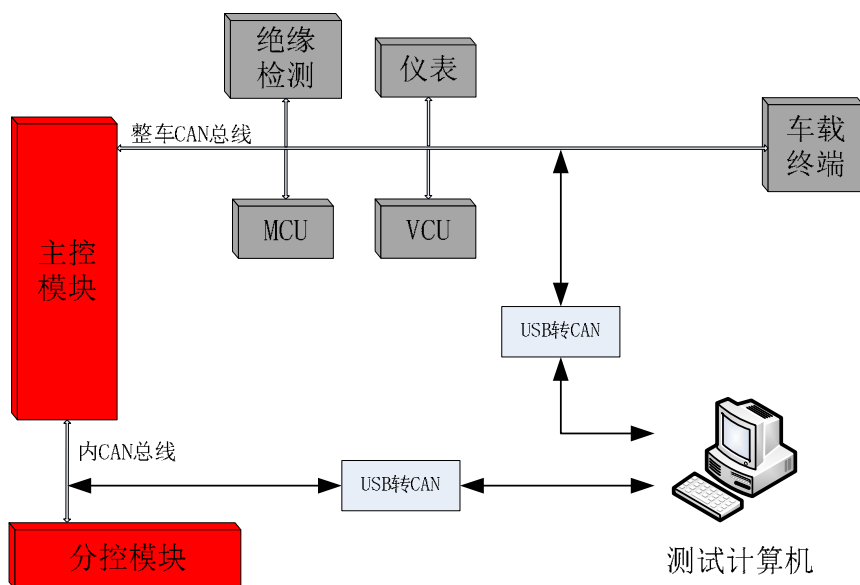 绝缘
检测
仪表
整车CAN总线
车载
终端
MCU
VCU
主控
模块
USB转CAN
内CAN总线
USB转CAN
分控模块
测试计算机